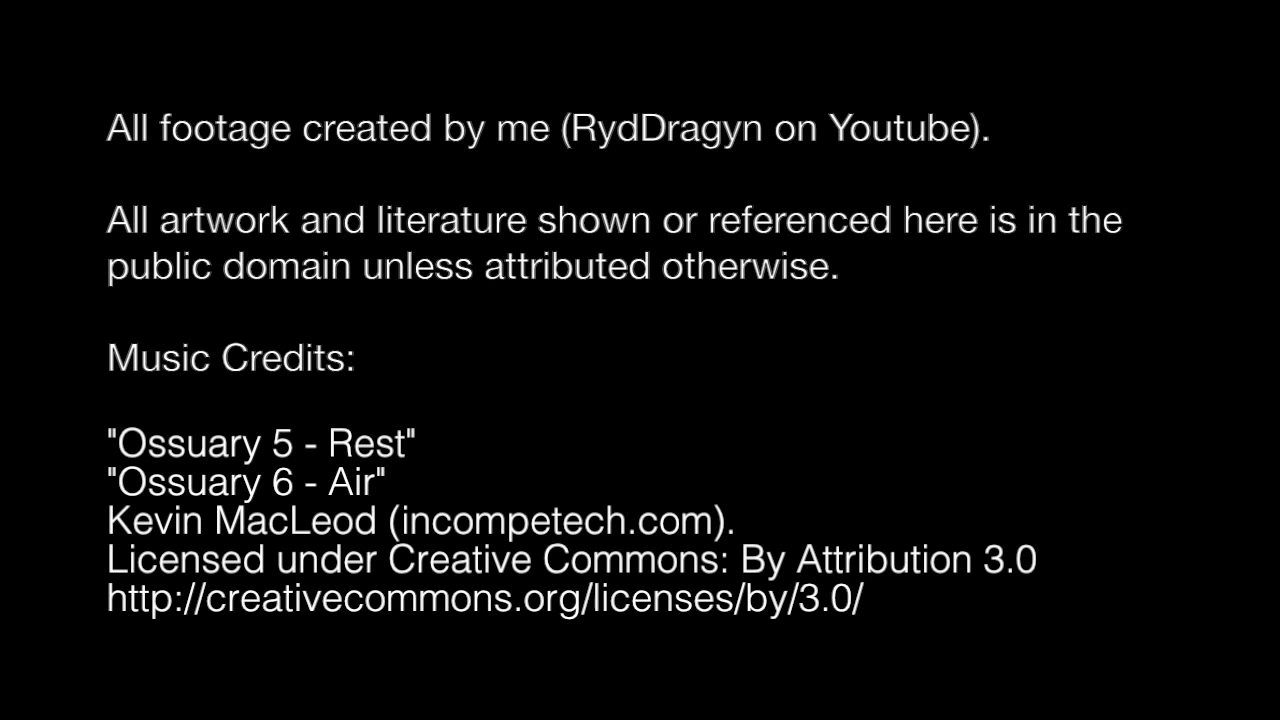 All footage created by me (RydDragyn on Youtube).
All artwork and literature shown or referenced here is in the
public domain unless attributed otherwise.
Music Credits:
"Ossuary 5 - Rest"
"Ossuary 6 - Air"
Kevin MacLeod (incompetech.com).
Licensed under Creative Commons: By Attribution 3.0
http://creativecommons.org/licenses/by/3.0/